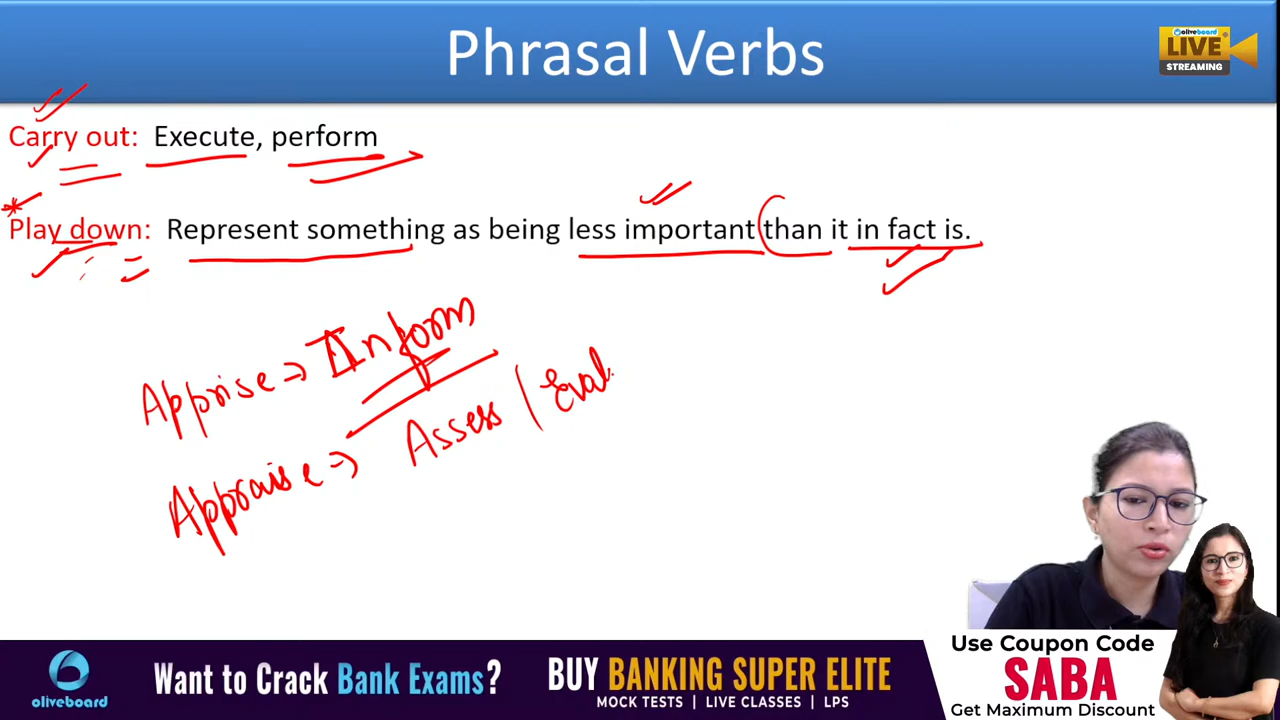 Phrasal Verbs
oliveboard
LIVE
STREAMING
Carry out: Execute, perform
Play down: Represent something as being less important than it in fact is.
Apprise => Inform
Appraise => Assess / Eval
oliveboard
Want to Crack Bank Exams?
BUY BANKING SUPER ELITE
MOCK TESTS | LIVE CLASSES | LPS
Use Coupon Code
SABA
Get Maximum Discount